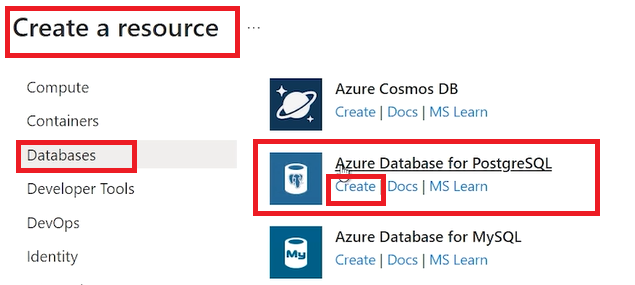 Create a resource ...
Compute
Containers
Databases
Developer Tools
DevOps
Identity
Azure Cosmos DB
Create | Docs | MS Learn
Azure Database for PostgreSQL
Create | Docs | MS Learn
Azure Database for MySQL
My
Create | Docs | MS Learn